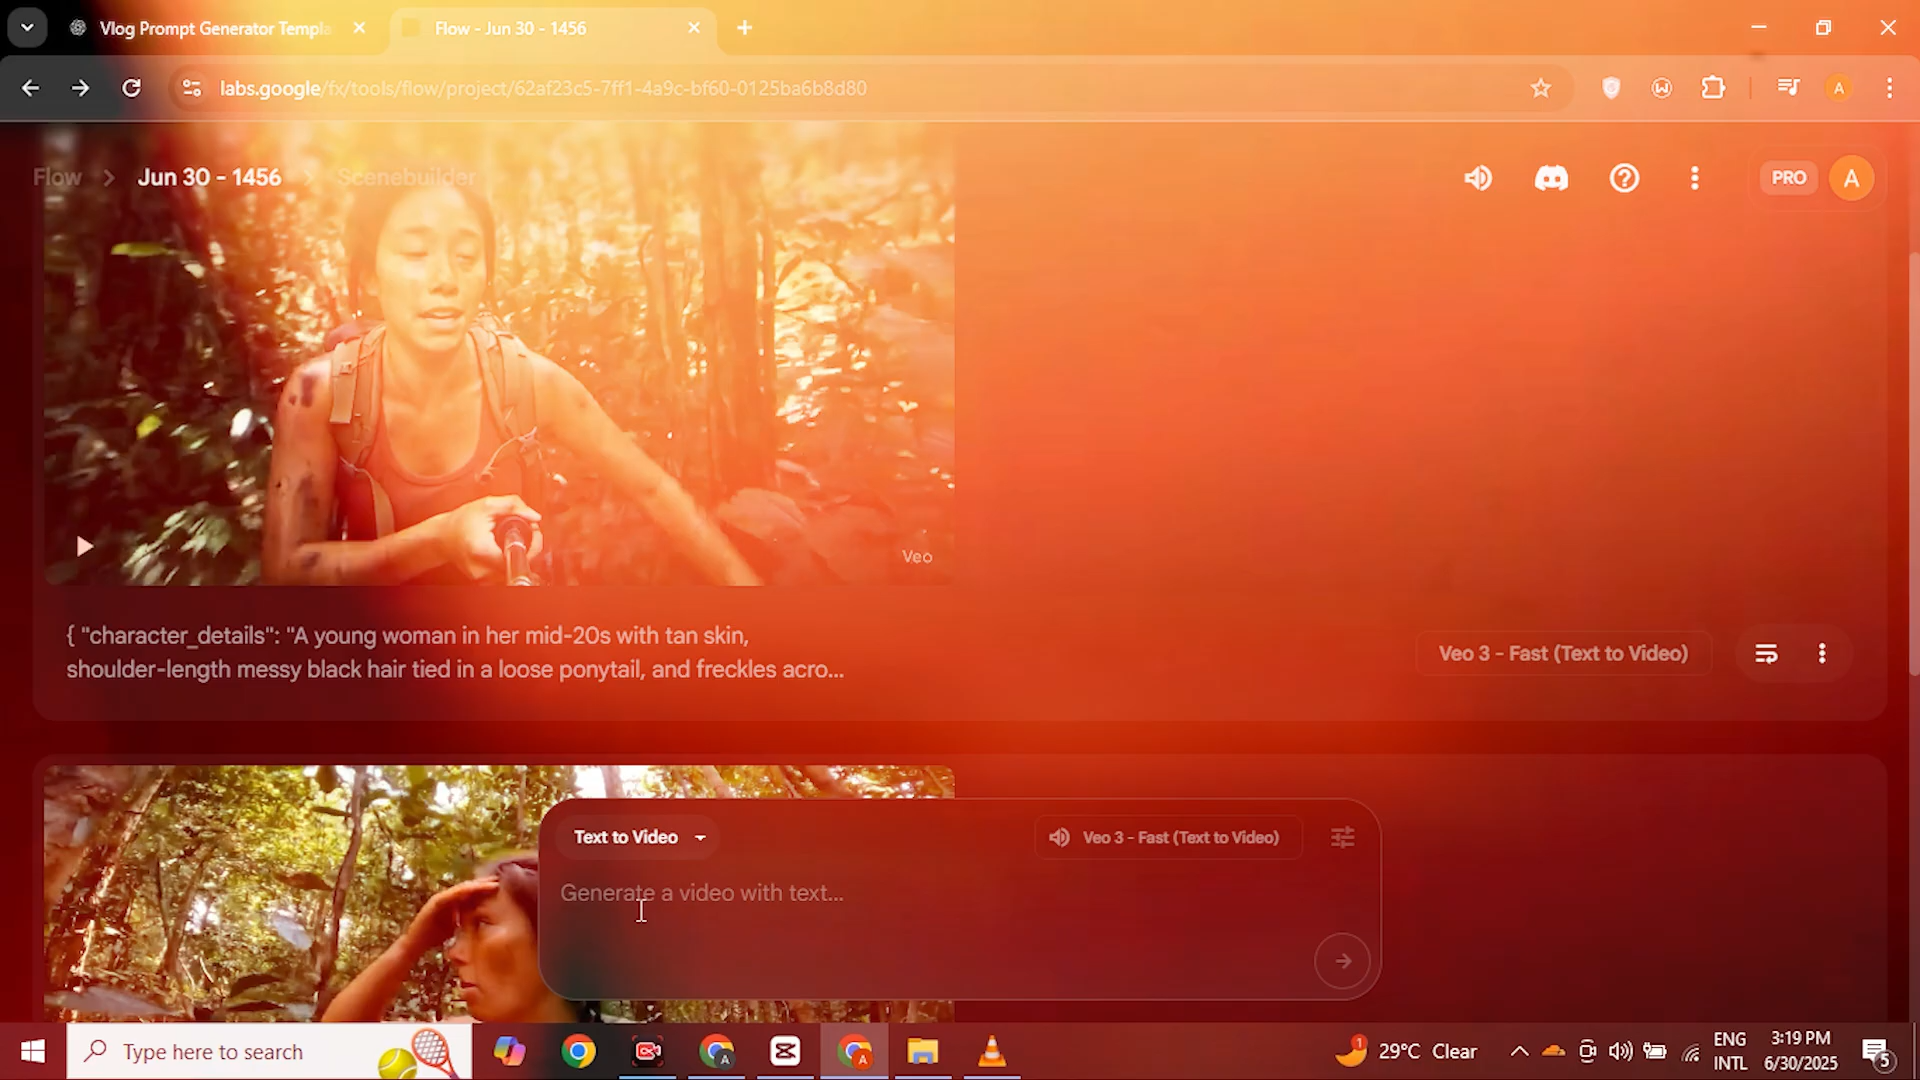 Vlog Prompt Generator Templa
Flow - Jun 30 - 1456
labs.google/fx/tools/flow/project/62af23c5-7ff1-4a9c-bf60-0125ba6b8d80
Flow > Jun 30 - 1456 > Scenebuilder
PRO
A
Veo
{ "character_details": "A young woman in her mid-20s with tan skin,
shoulder-length messy black hair tied in a loose ponytail, and freckles acro...
Veo 3 - Fast (Text to Video)
Text to Video
Veo 3 - Fast (Text to Video)
Generate a video with text...
Type here to search
29°C Clear
ENG
INTL
3:19 PM
6/30/2025
5